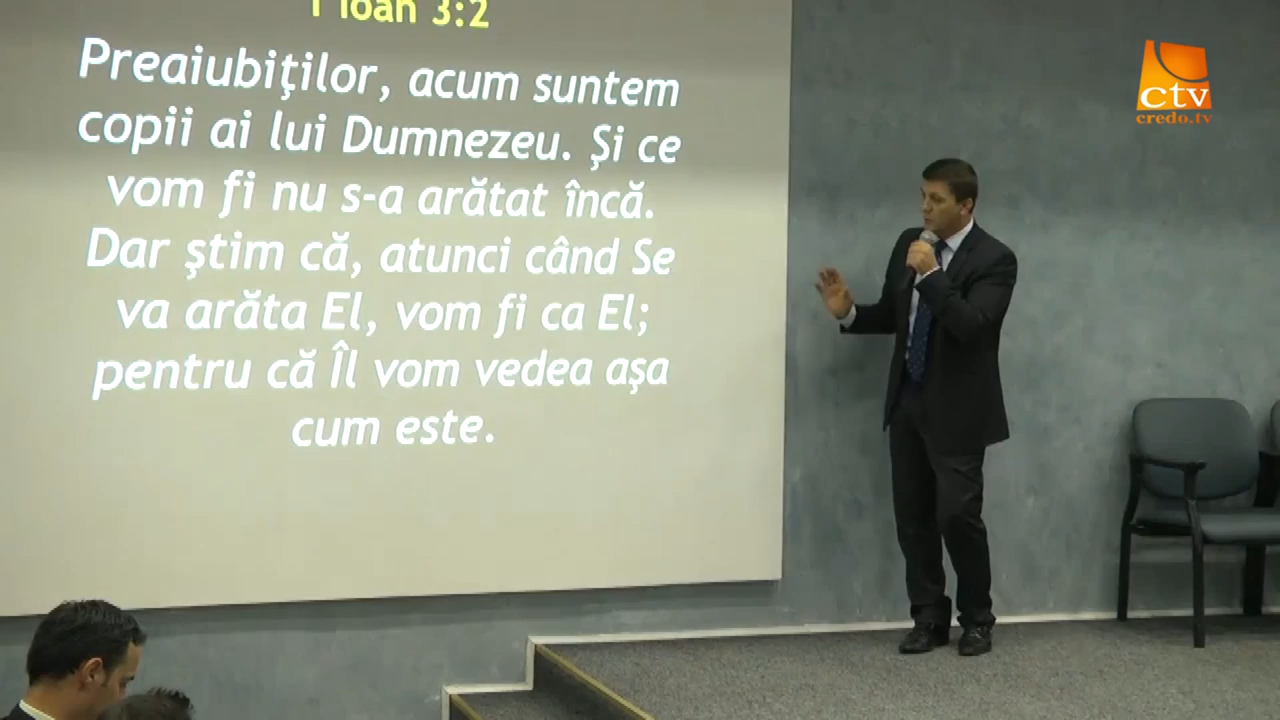 1 Ioan 3:2
Preaiubiţilor, acum suntem
copii ai lui Dumnezeu. Şi ce
vom fi nu s-a arătat încă.
Dar ştim că, atunci când Se
va arăta El, vom fi ca El;
pentru că Îl vom vedea aşa
cum este.
ctv
credo.tv